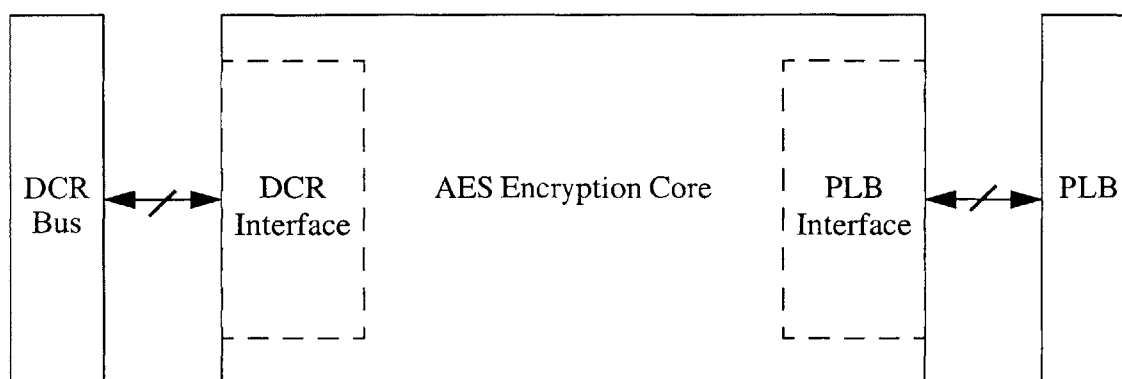 DCR
Bus
DCR
Interface
AES Encryption Core
PLB
Interface
PLB